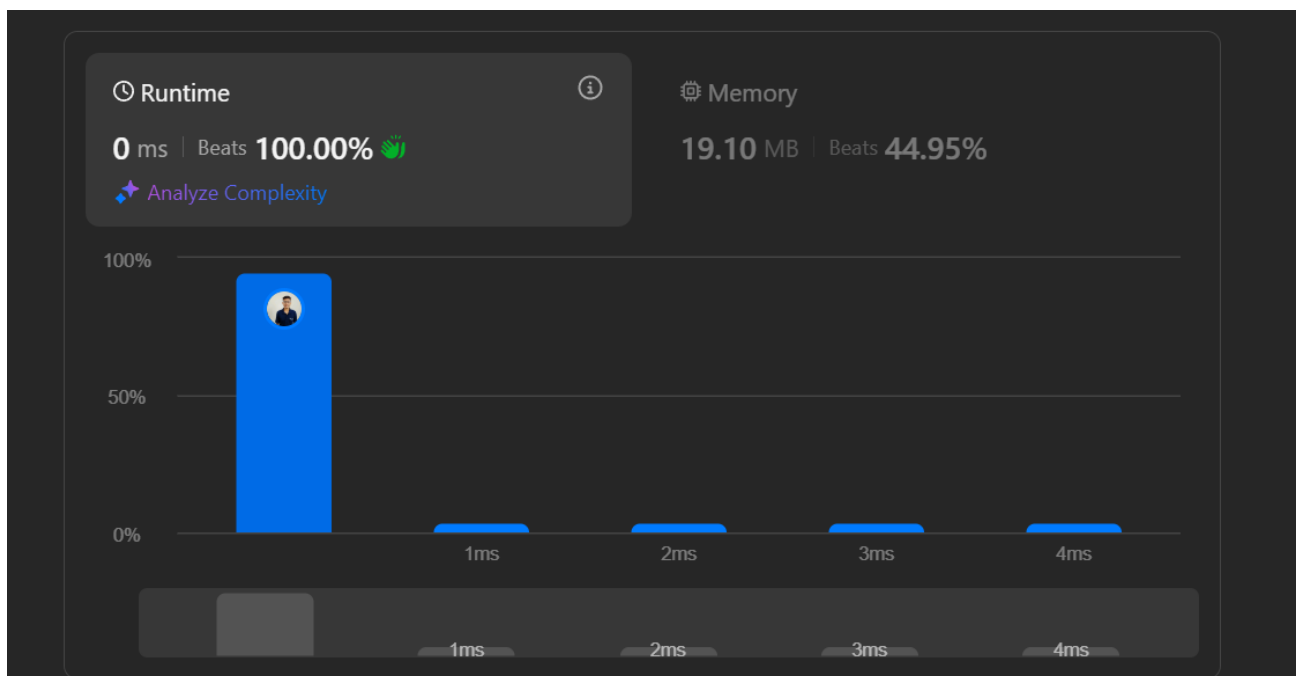 Runtime
0 ms Beats 100.00%
Analyze Complexity
Memory
19.10 MB Beats 44.95%
100%
50%
0%
1ms 2ms 3ms 4ms
1ms 2ms 3ms 4ms